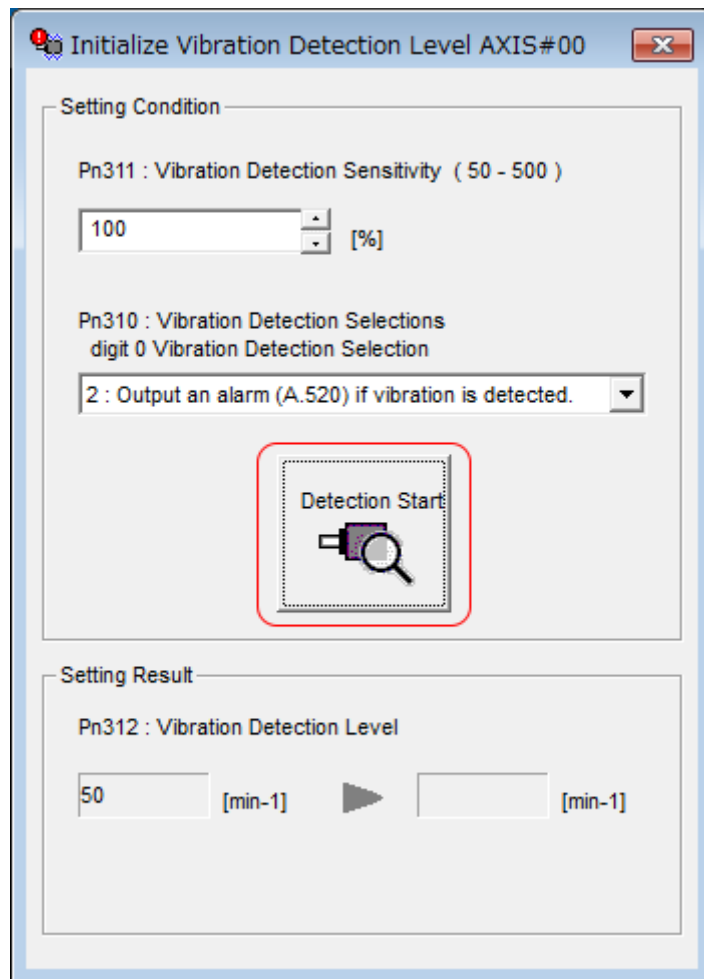 Initialize Vibration Detection Level AXIS#00
Setting Condition
Pn311 : Vibration Detection Sensitivity ( 50 - 500 )
100
[%]
Pn310 : Vibration Detection Selections
digit 0 Vibration Detection Selection
2 : Output an alarm (A.520) if vibration is detected.
Detection Start
Setting Result
Pn312 : Vibration Detection Level
50 [min-1] [min-1]